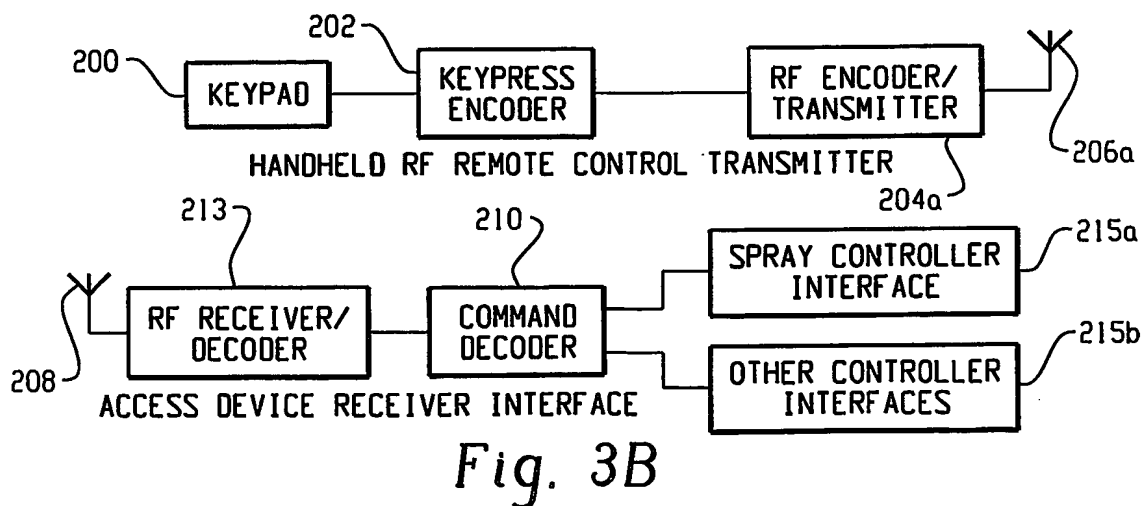 202
200
KEYPAD
KEYPRESS
ENCODER
RF ENCODER/
TRANSMITTER
206a
HANDHELD RF REMOTE CONTROL TRANSMITTER
204a
213
210
208
RF RECEIVER/
DECODER
COMMAND
DECODER
SPRAY CONTROLLER
INTERFACE
215a
OTHER CONTROLLER
INTERFACES
215b
ACCESS DEVICE RECEIVER INTERFACE
Fig. 3B